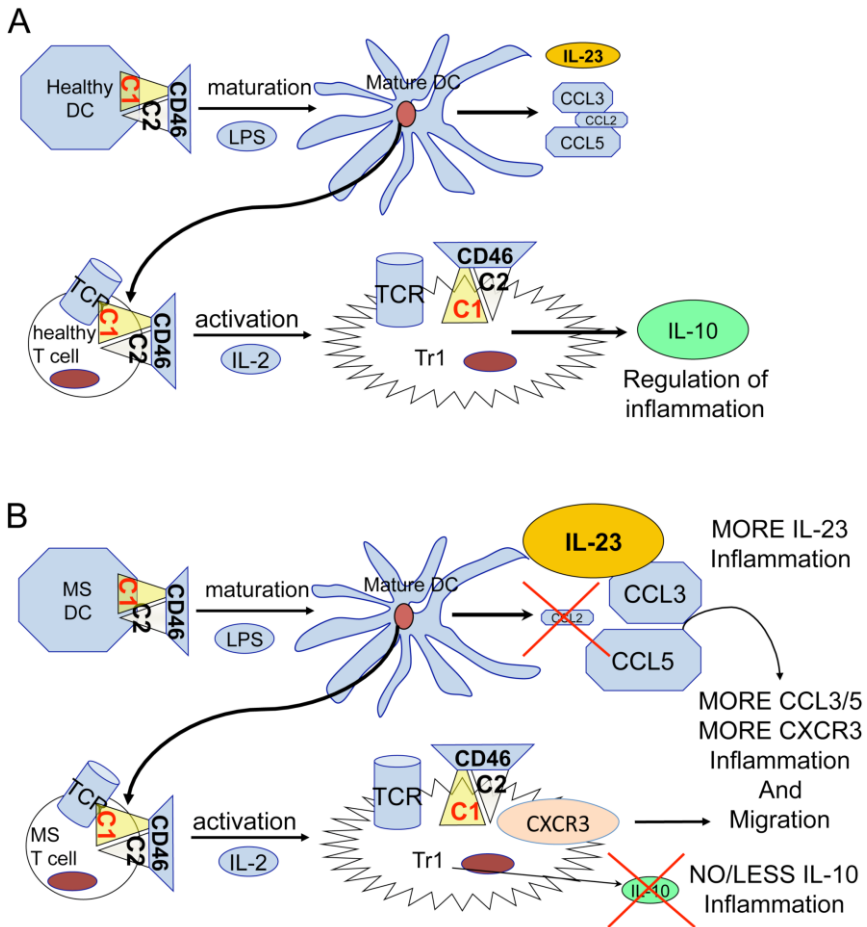 A
Healthy
DC
C1
C2
CD46
maturation
LPS
Mature DC
IL-23
CCL3
CCL2
CCL5
TCR
healthy
T cell
C1
C2
CD46
activation
IL-2
TCR
CD46
C1
C2
Tr1
IL-10
Regulation of
inflammation
B
MS
DC
C1
C2
CD46
maturation
LPS
Mature DC
IL-23
CCL2
CCL3
CCL5
MORE IL-23
Inflammation
MORE CCL3/5
MORE CXCR3
Inflammation
And
Migration
TCR
MS
T cell
C1
C2
CD46
activation
IL-2
TCR
CD46
C1
C2
CXCR3
Tr1
IL-10
NO/LESS IL-10
Inflammation